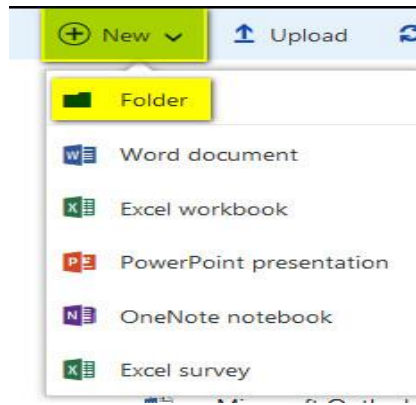 New Upload
Folder
Word document
Excel workbook
PowerPoint presentation
OneNote notebook
Excel survey